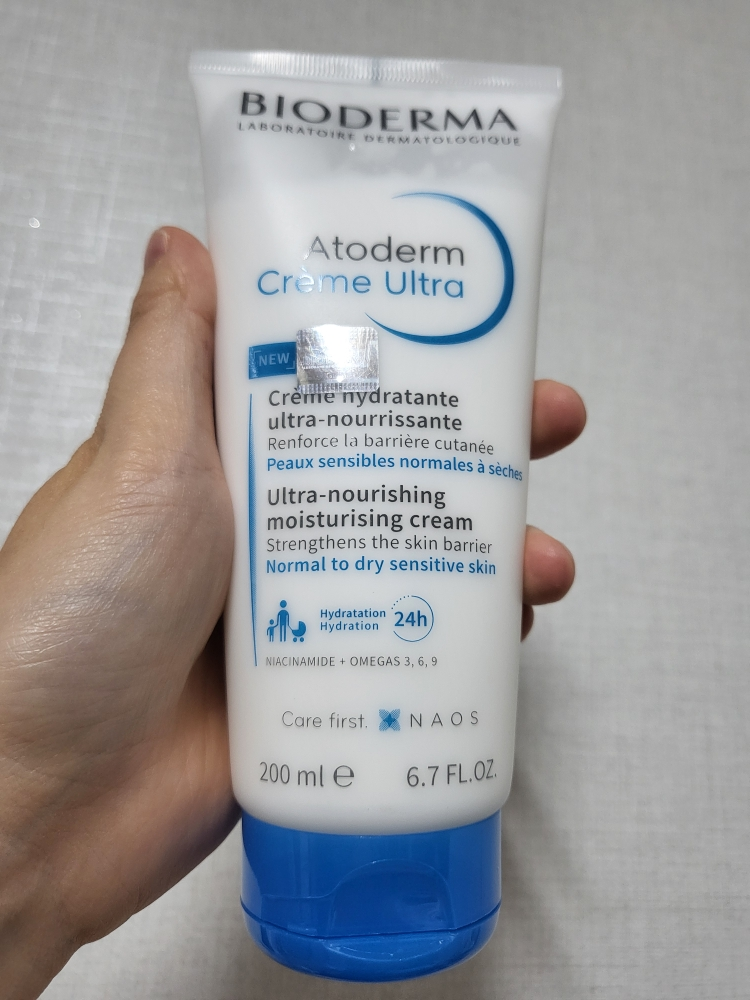 BIODERMA
LABORATOIRE DERMATOLOGIQUE
Atoderm
Crème Ultra
NEW
Crème hydratante
ultra-nourrissante
Renforce la barrière cutanée
Peaux sensibles normales à sèches
Ultra-nourishing
moisturising cream
Strengthens the skin barrier
Normal to dry sensitive skin
Hydratation
Hydration
24h
NIACINAMIDE + OMEGAS 3, 6, 9
Care first. NAOS
200 ml ℮ 6.7 FL.OZ.